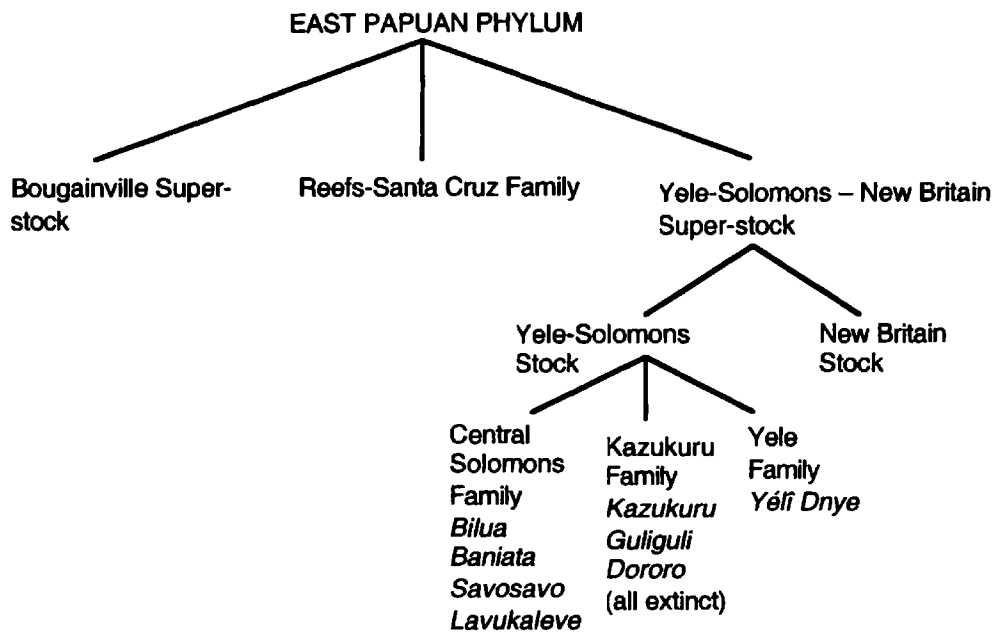 EAST PAPUAN PHYLUM
Bougainville Super-
stock
Reefs-Santa Cruz Family
Yele-Solomons – New Britain
Super-stock
Yele-Solomons
Stock
New Britain
Stock
Central
Solomons
Family
Bilua
Baniata
Savosavo
Lavukaleve
Kazukuru
Family
Kazukuru
Guliguli
Dororo
(all extinct)
Yele
Family
Yélî Dnye